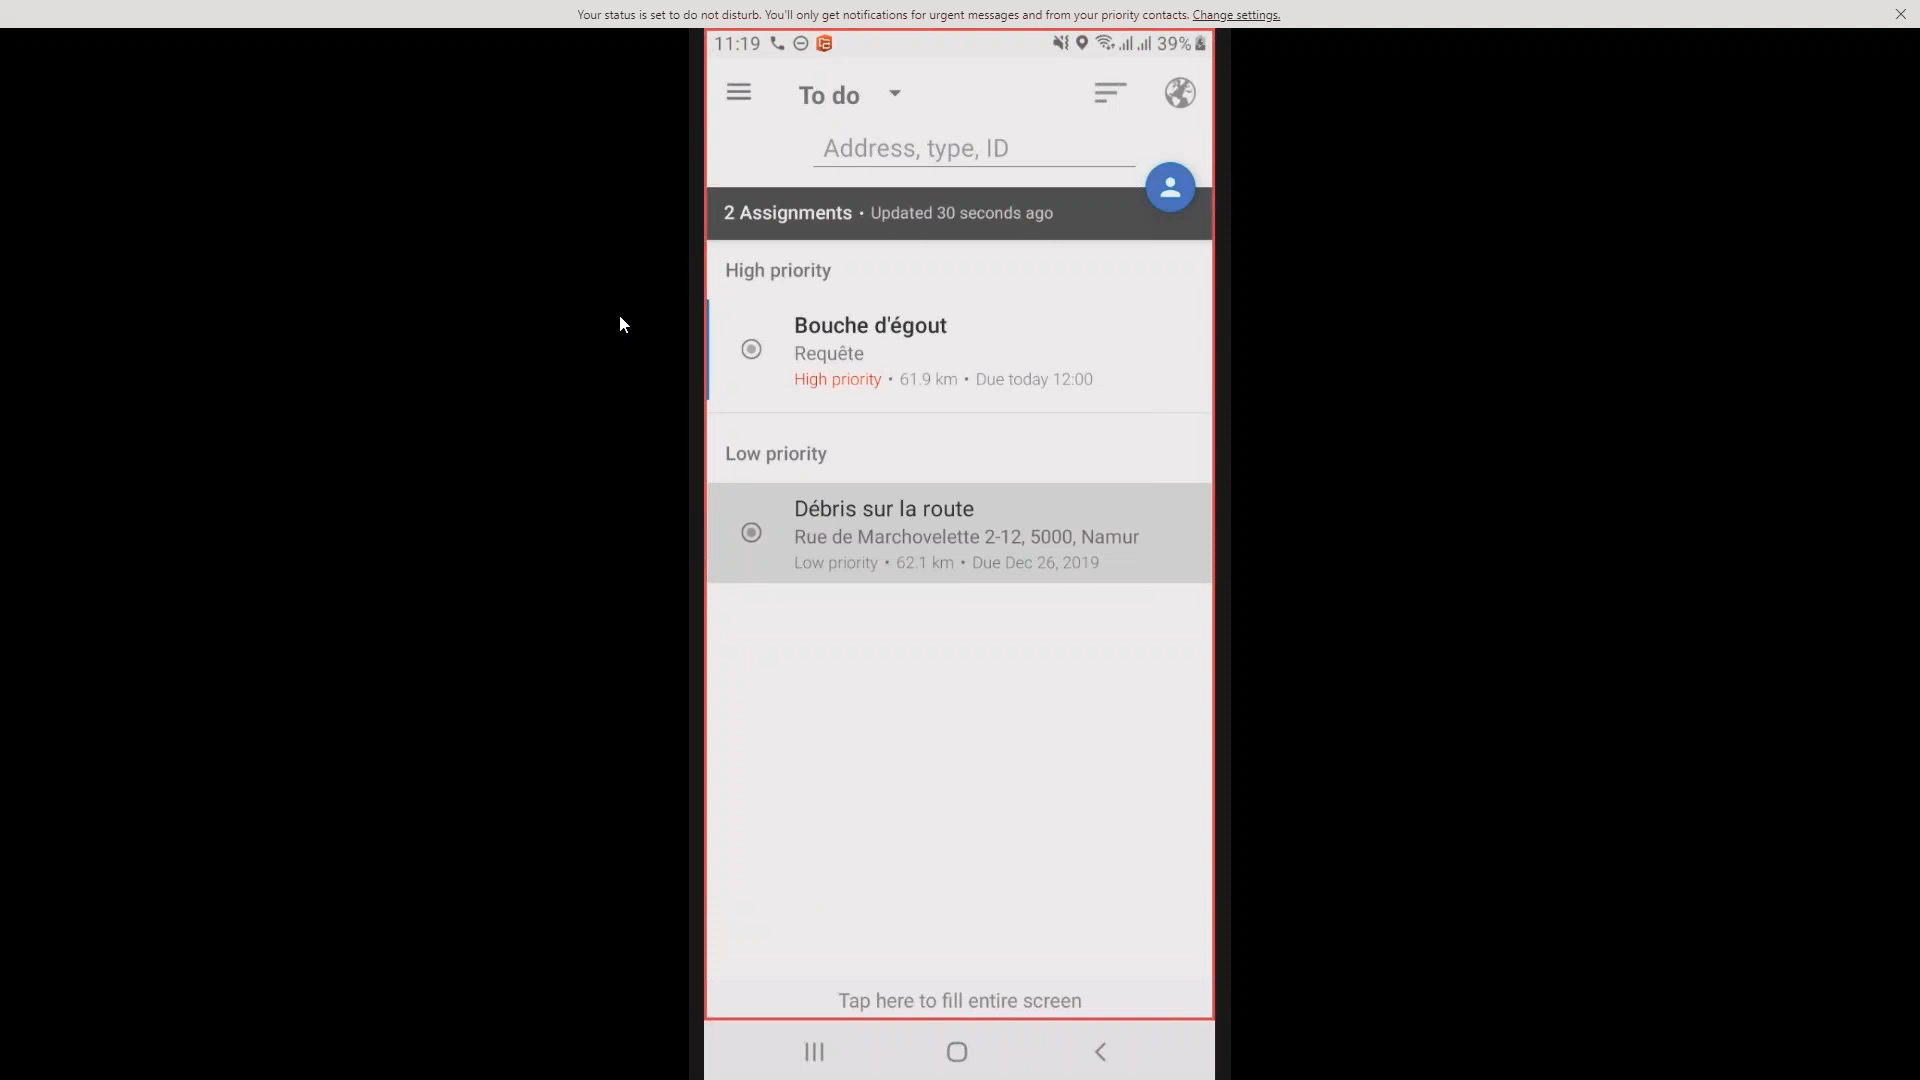 Your status is set to do not disturb. You'll only get notifications for urgent messages and from your priority contacts. Change settings.
11:19 39%
To do
Address, type, ID
2 Assignments • Updated 30 seconds ago
High priority
Bouche d'égout
Requête
High priority • 61.9 km • Due today 12:00
Low priority
Débris sur la route
Rue de Marchovelette 2-12, 5000, Namur
Low priority • 62.1 km • Due Dec 26, 2019
Tap here to fill entire screen